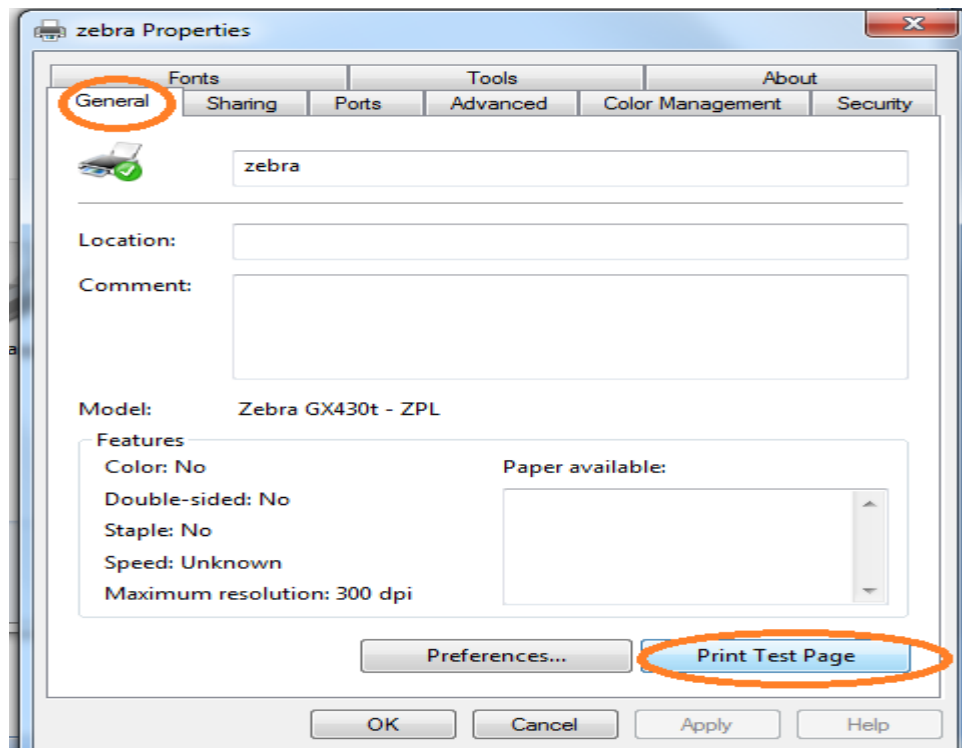 zebra Properties
Fonts Tools About
General Sharing Ports Advanced Color Management Security
zebra
Location:
Comment:
Model: Zebra GX430t - ZPL
Features
Color: No Paper available:
Double-sided: No
Staple: No
Speed: Unknown
Maximum resolution: 300 dpi
Preferences... Print Test Page
OK Cancel Apply Help